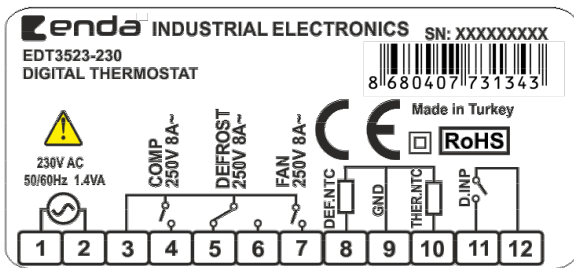 enda INDUSTRIAL ELECTRONICS SN: XXXXXXXXX
EDT3523-230
DIGITAL THERMOSTAT
8 680407 731343
Made in Turkey
CE
RoHS
230V AC
50/60Hz 1.4VA
COMP
250V 8A~
DEFROST
250V 8A~
FAN
250V 8A~
DEF.NTC
GND
THER.NTC
D.INP
1 2 3 4 5 6 7 8 9 10 11 12